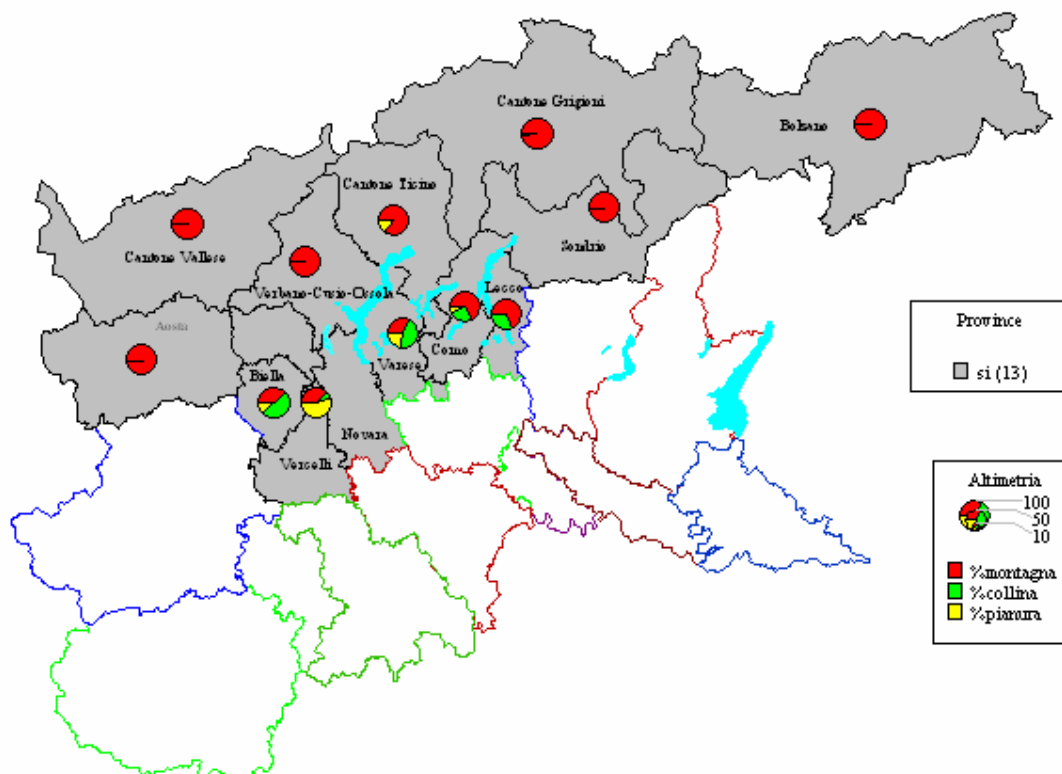 Cantone Grigioni
Bolzano
Cantone Ticino
Cantone Vallese
Sondrio
Verbano-Cusio-Ossola
Lecco
Aosta
Como
Varese
Biella
Novara
Vercelli
Province
si (13)
Altimetria
100
50
10
%montagna
%collina
%pianura